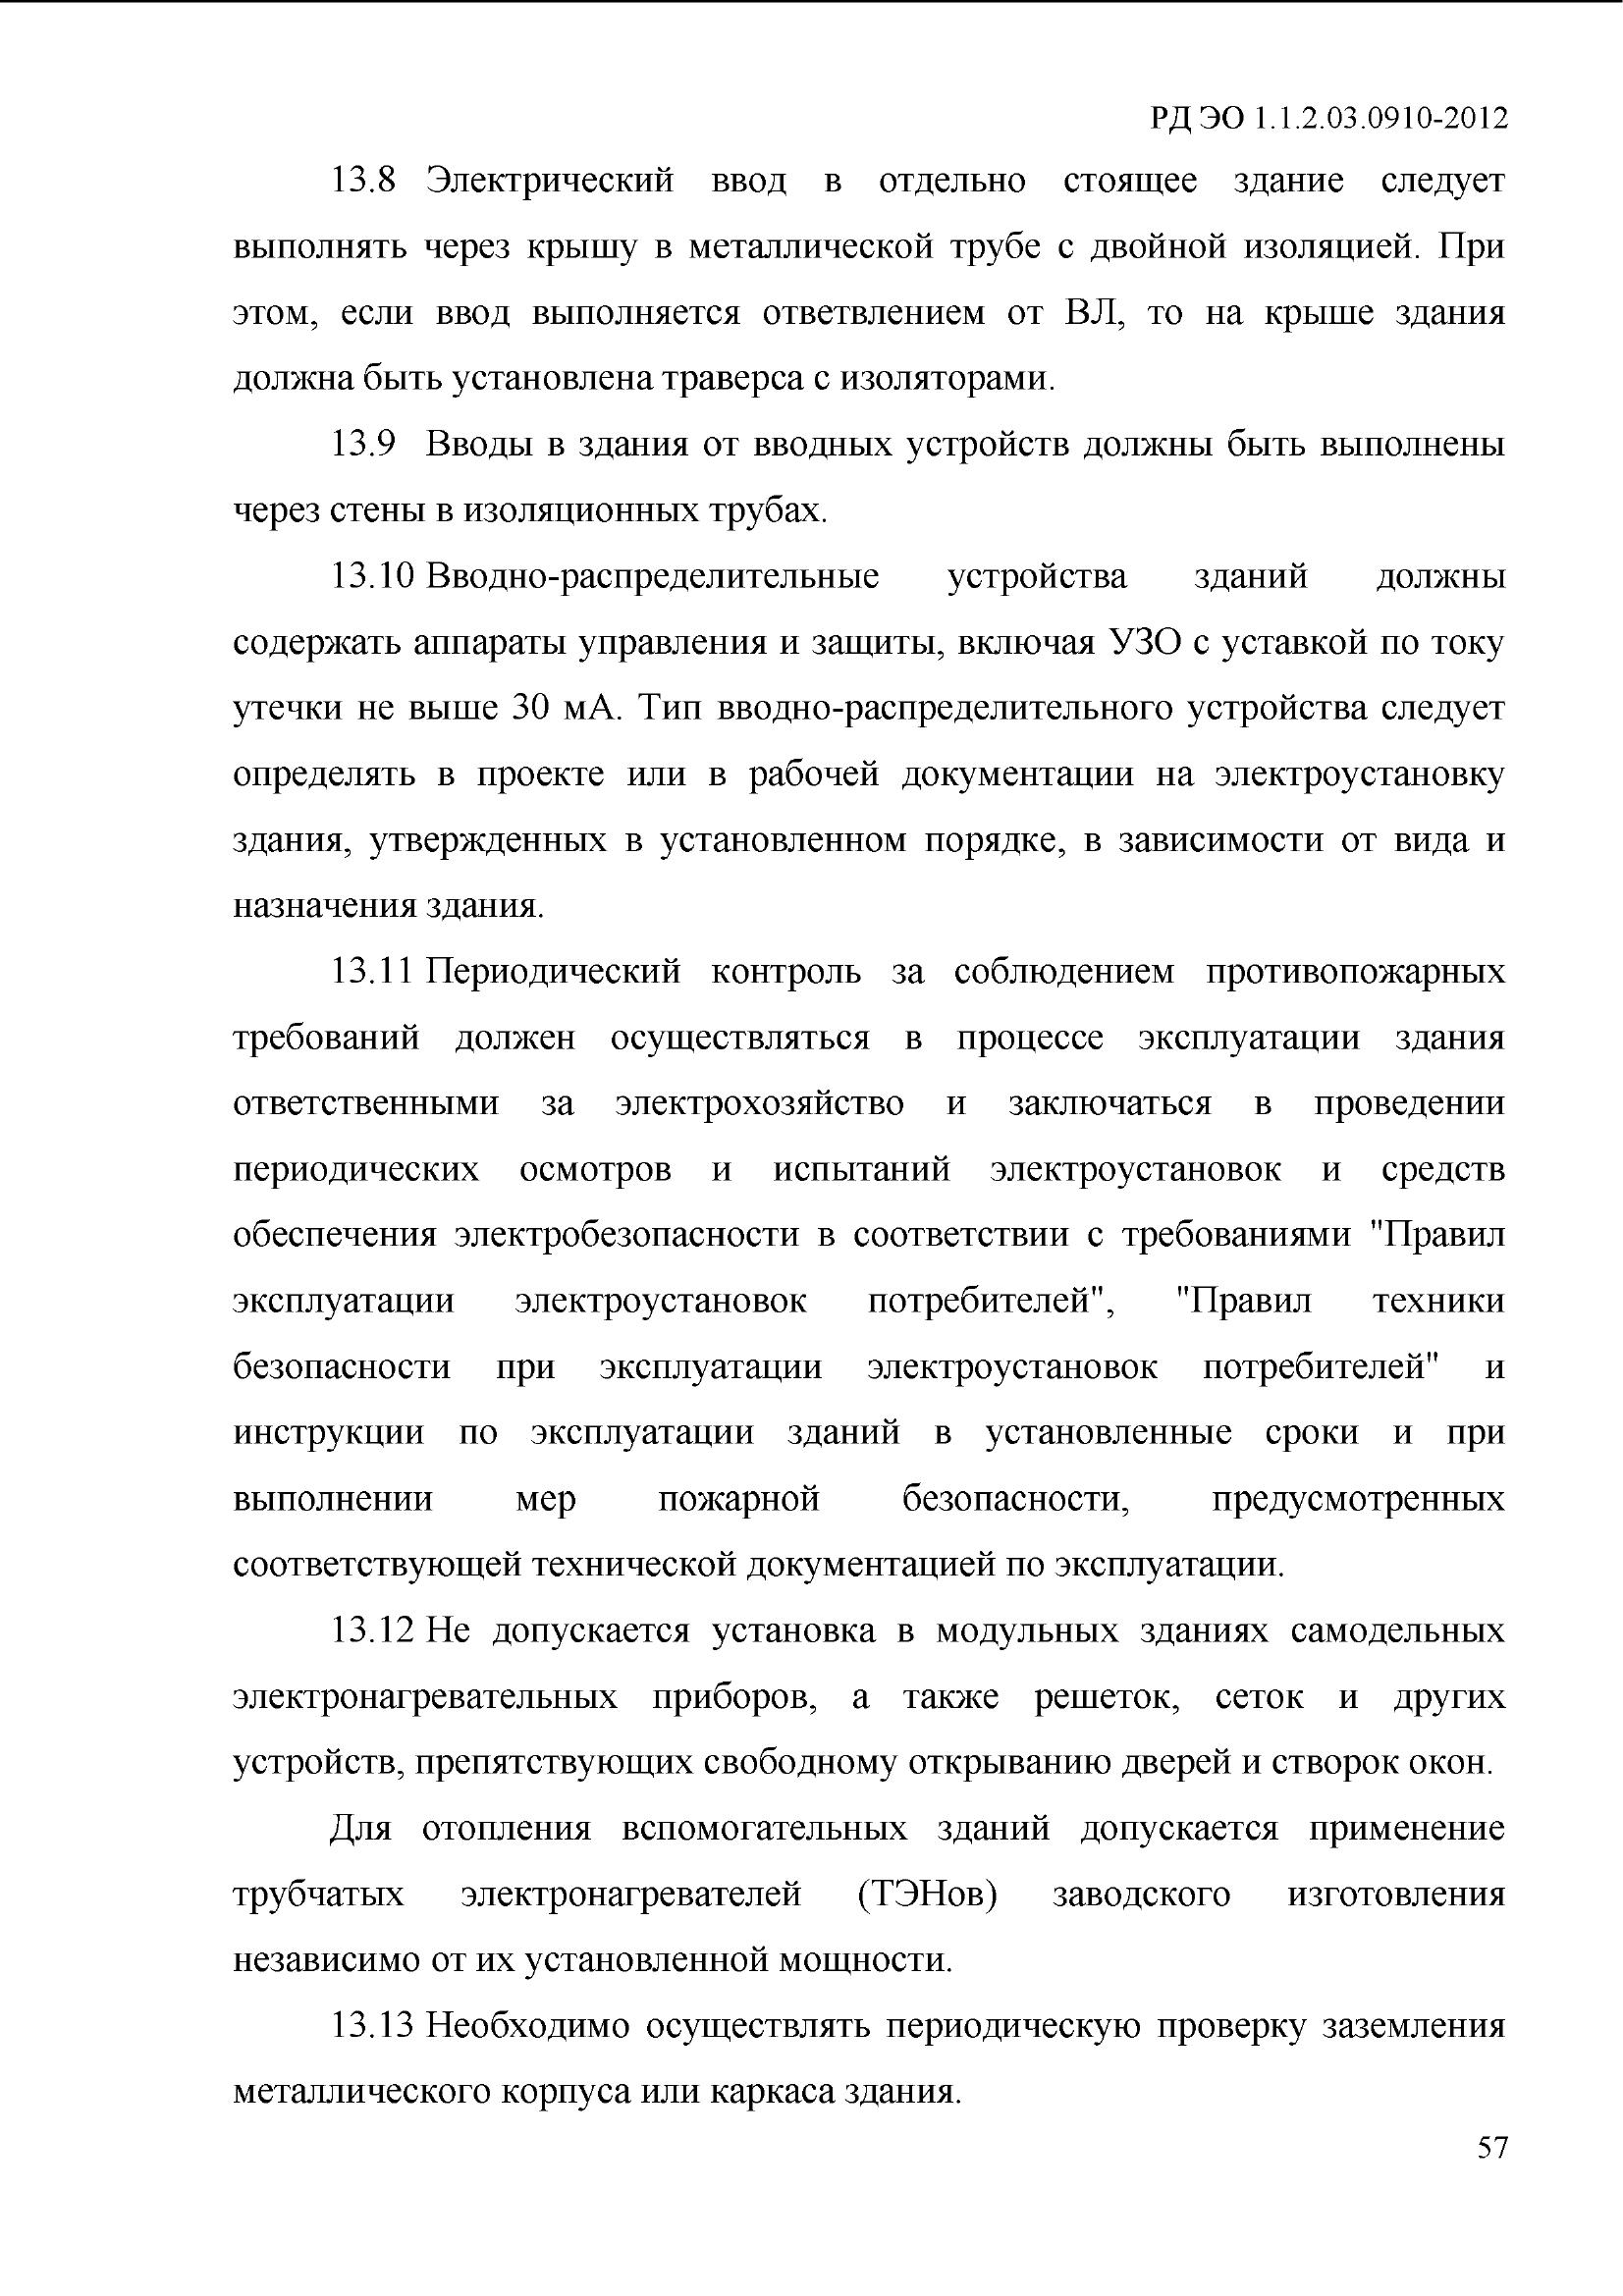 РД ЭО 1.1.2.03.0910-2012
13.8 Электрический ввод в отдельно стоящее здание следует
выполнять через крышу в металлической трубе с двойной изоляцией. При
этом, если ввод выполняется ответвлением от ВЛ, то на крыше здания
должна быть установлена траверса с изоляторами.
13.9 Вводы в здания от вводных устройств должны быть выполнены
через стены в изоляционных трубах.
13.10 Вводно-распределительные устройства зданий должны
содержать аппараты управления и защиты, включая УЗО с уставкой по току
утечки не выше 30 мА. Тип вводно-распределительного устройства следует
определять в проекте или в рабочей документации на электроустановку
здания, утвержденных в установленном порядке, в зависимости от вида и
назначения здания.
13.11 Периодический контроль за соблюдением противопожарных
требований должен осуществляться в процессе эксплуатации здания
ответственными за электрохозяйство и заключаться в проведении
периодических осмотров и испытаний электроустановок и средств
обеспечения электробезопасности в соответствии с требованиями "Правил
эксплуатации электроустановок потребителей", "Правил техники
безопасности при эксплуатации электроустановок потребителей" и
инструкции по эксплуатации зданий в установленные сроки и при
выполнении мер пожарной безопасности, предусмотренных
соответствующей технической документацией по эксплуатации.
13.12 Не допускается установка в модульных зданиях самодельных
электронагревательных приборов, а также решеток, сеток и других
устройств, препятствующих свободному открыванию дверей и створок окон.
Для отопления вспомогательных зданий допускается применение
трубчатых электронагревателей (ТЭНов) заводского изготовления
независимо от их установленной мощности.
13.13 Необходимо осуществлять периодическую проверку заземления
металлического корпуса или каркаса здания.
57